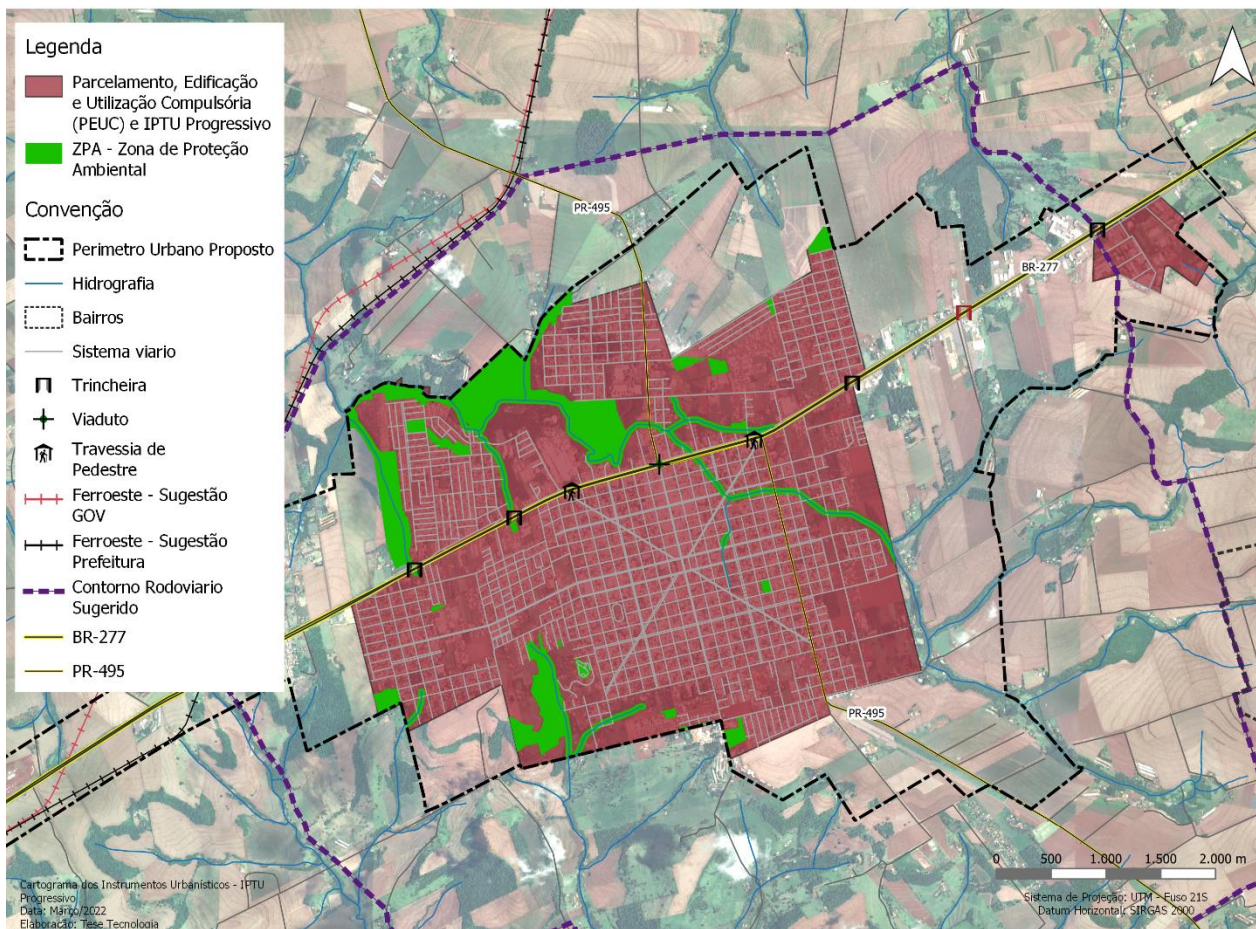 Legenda
Parcelamento, Edificação
e Utilização Compulsória
(PEUC) e IPTU Progressivo
ZPA - Zona de Proteção
Ambiental
Convenção
Perimetro Urbano Proposto
Hidrografia
Bairros
Sistema viario
Trincheira
Viaduto
Travessia de
Pedestre
Ferroeste - Sugestão
GOV
Ferroeste - Sugestão
Prefeitura
Contorno Rodoviario
Sugerido
BR-277
PR-495
PR-495
BR-277
PR-495
0 500 1.000 1.500 2.000 m
Sistema de Projeção: UTM - Fuso 21S
Datum Horizontal: SIRGAS 2000
Cartograma dos Instrumentos Urbanísticos - IPTU
Progressivo
Data: Março/2022
Elaboração: Tese Tecnologia